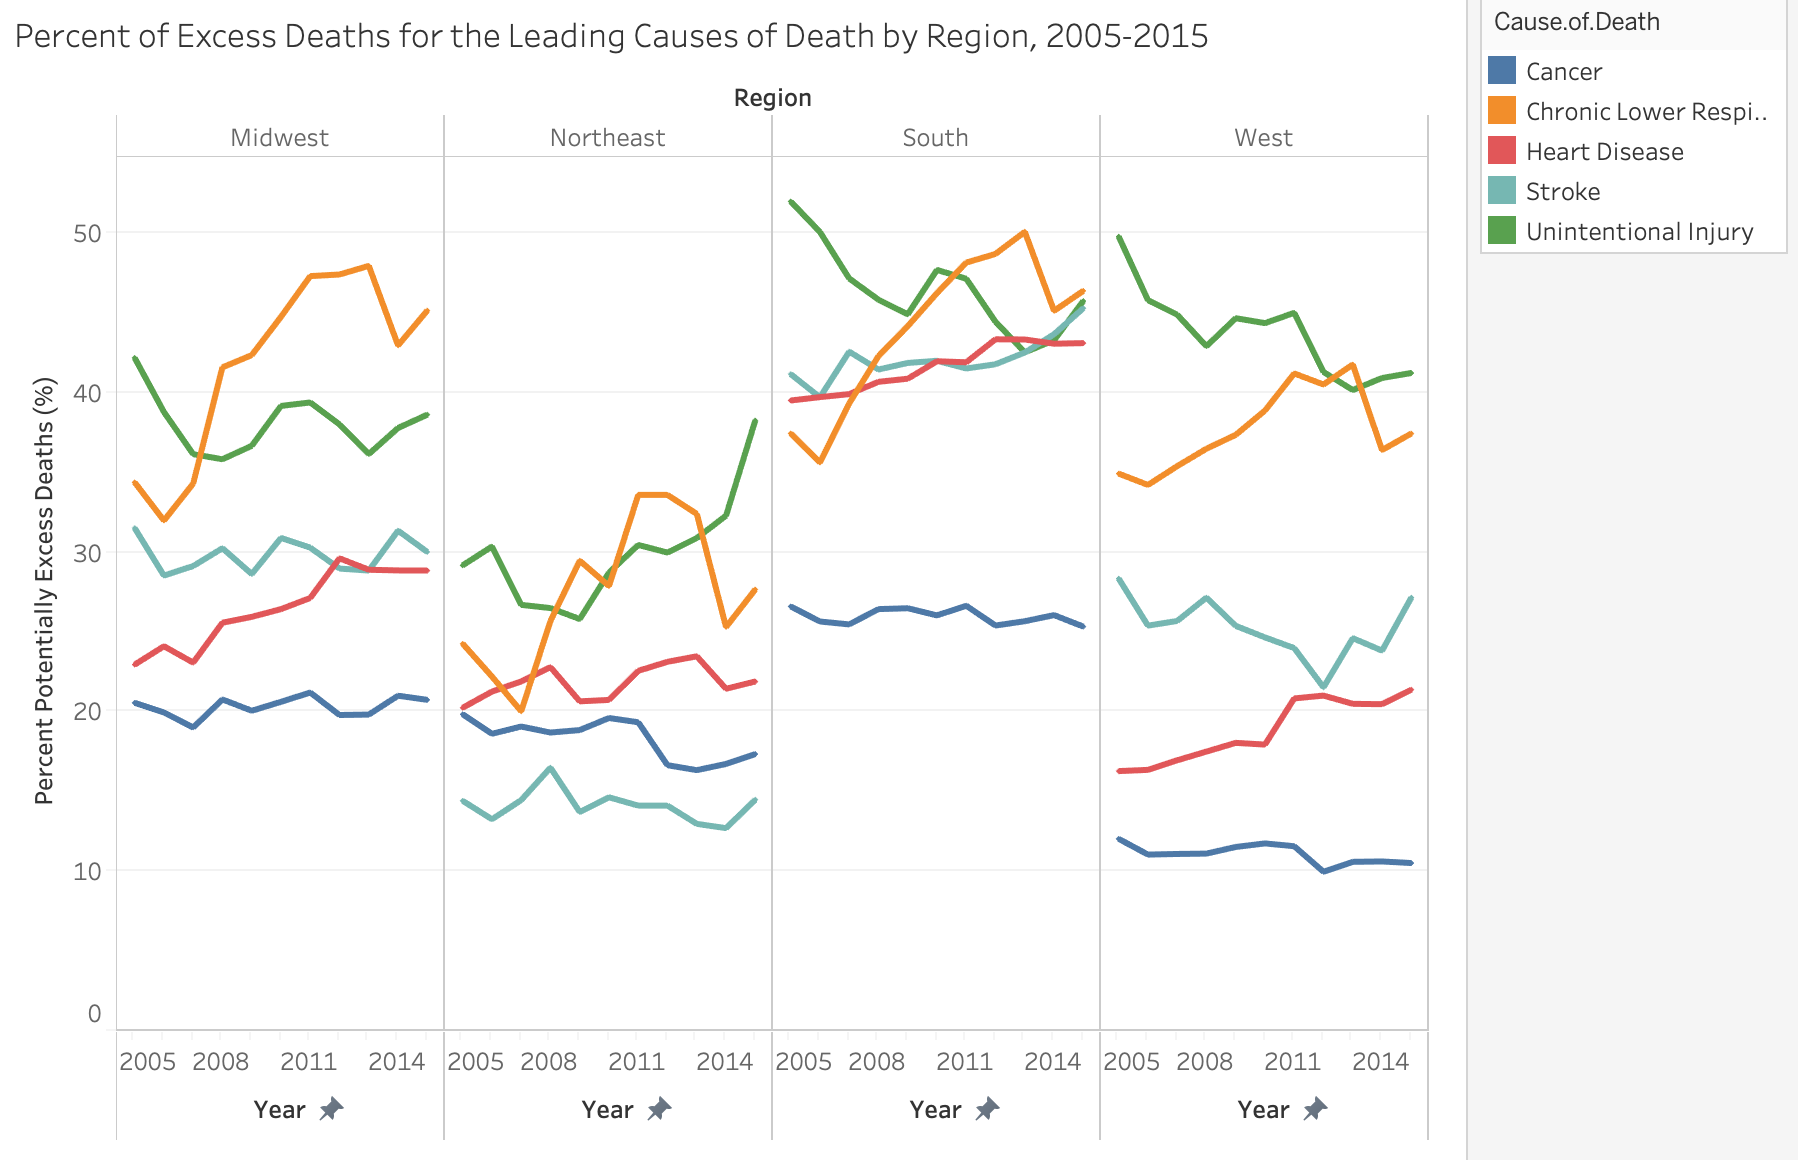 Percent of Excess Deaths for the Leading Causes of Death by Region, 2005-2015
Cause.of.Death
Cancer
Chronic Lower Respi..
Heart Disease
Stroke
Unintentional Injury
Region
Midwest Northeast South West
Percent Potentially Excess Deaths (%)
50
40
30
20
10
0
2005 2008 2011 2014 2005 2008 2011 2014 2005 2008 2011 2014 2005 2008 2011 2014
Year Year Year Year